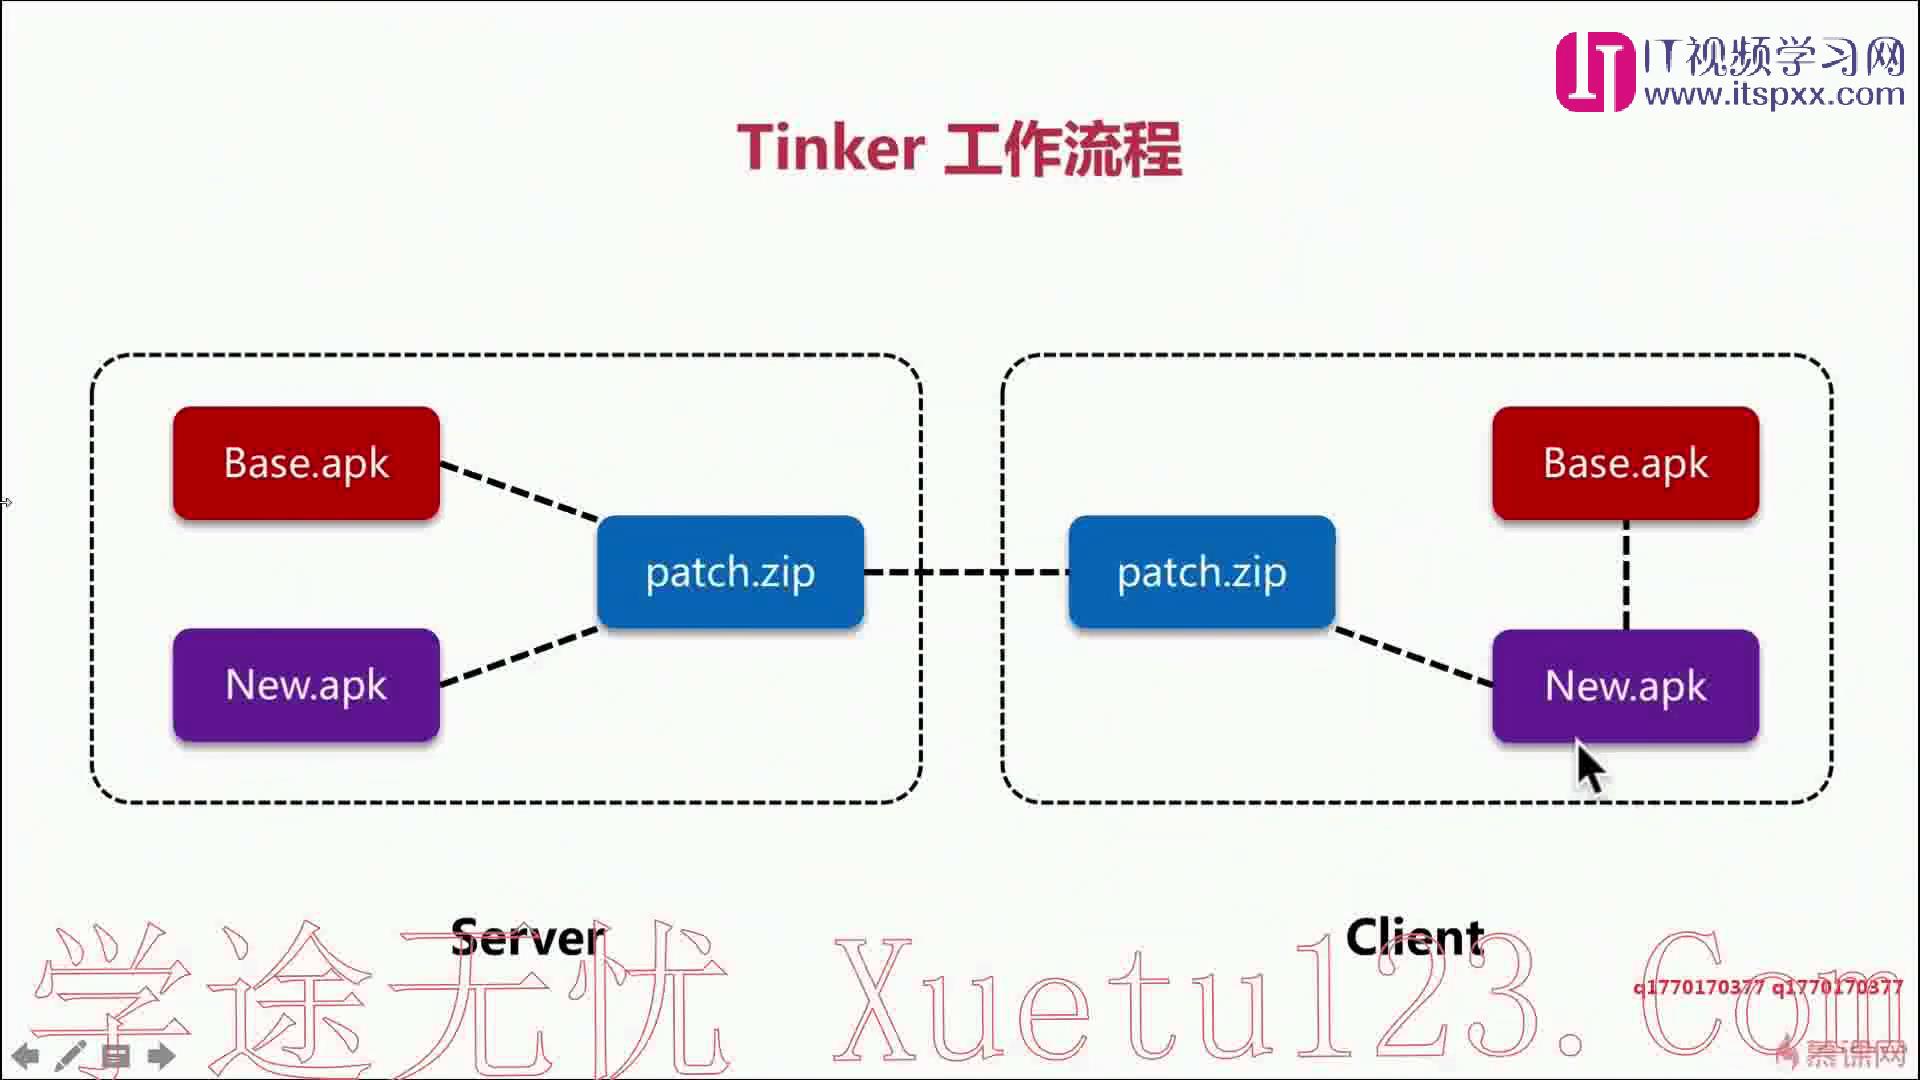 IT视频学习网
www.itspxx.com
Tinker 工作流程
Base.apk
New.apk
patch.zip
patch.zip
Base.apk
New.apk
Server
Client
学途无忧 Xuetu123.Com
q1770170377 q1770170377
慕课网